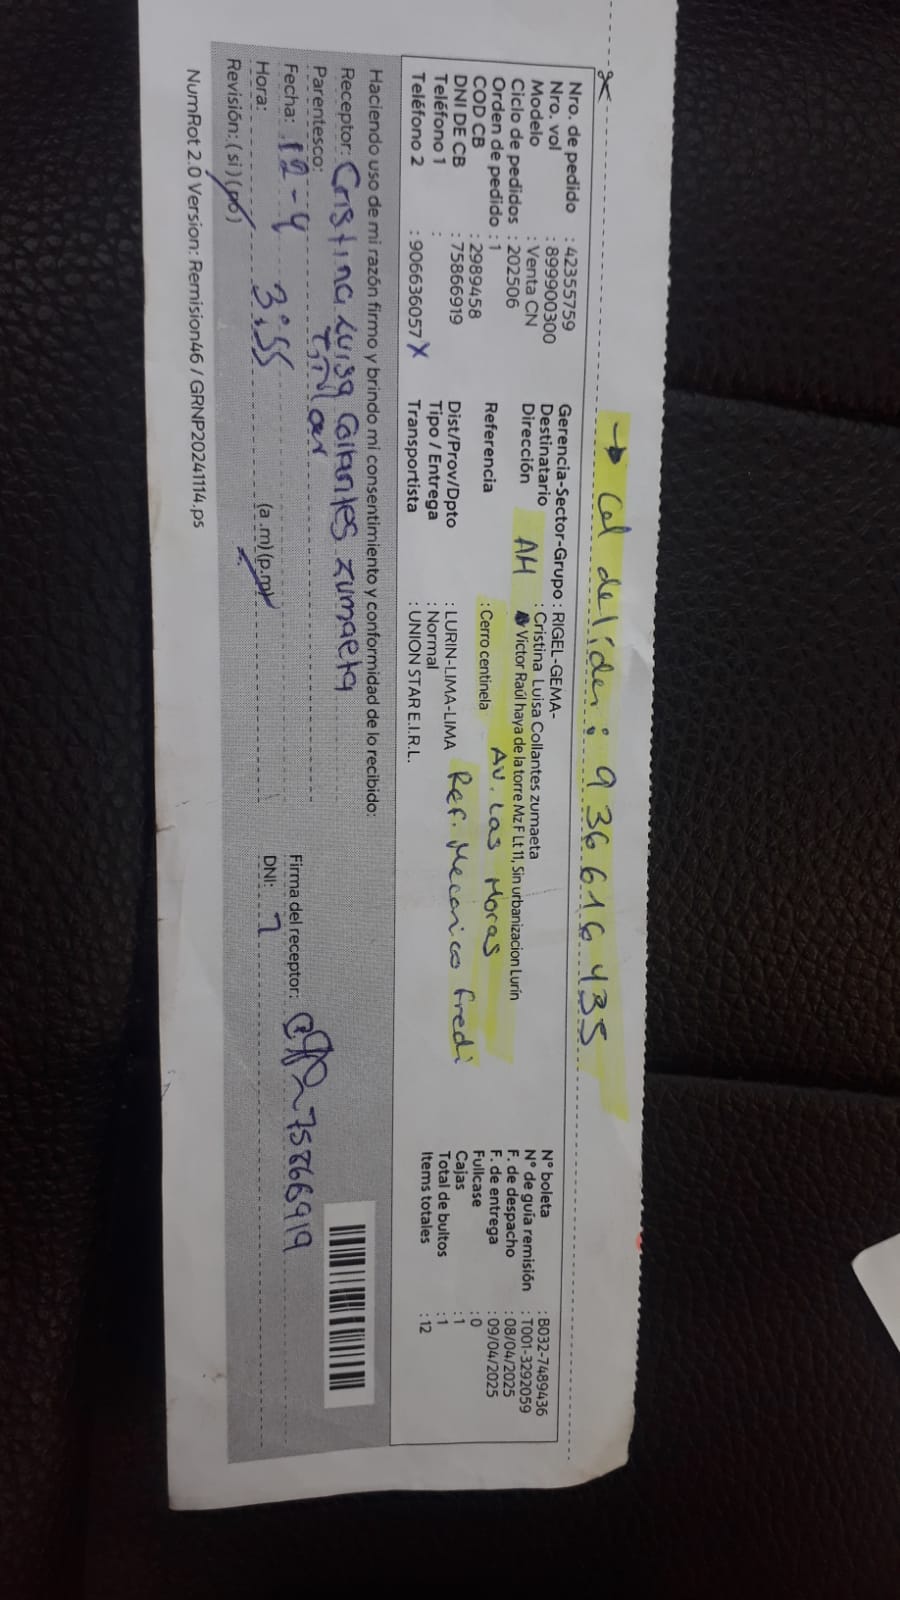 → Cel de líder: 936616435
Nro. de pedido : 42355759
Nro. vol : 899900300
Modelo : Venta CN
Ciclo de pedidos : 202506
Orden de pedido : 1
COD CB : 2989458
DNI DE CB : 75866919
Teléfono 1 :
Teléfono 2 : 906636057 X
Gerencia-Sector-Grupo : RIGEL-GEMA-
Destinatario : Cristina Luisa Collantes zumaeta
Dirección AH Victor Raúl haya de la torre Mz F Lt 11, Sin urbanizacion Lurín
Av. Las Moras
Referencia : Cerro centinela
Dist/Prov/Dpto : LURIN-LIMA-LIMA
Ref. Mecanico Fredi
Tipo / Entrega : Normal
Transportista : UNION STAR E.I.R.L.
N° boleta : B032-7489436
N° de guía remisión : T001-3292059
F. de despacho : 08/04/2025
F. de entrega : 09/04/2025
Fullcase : 0
Cajas : 1
Total de bultos : 1
Items totales : 12
Haciendo uso de mi razón firmo y brindo mi consentimiento y conformidad de lo recibido:
Receptor: Cristina Luisa Collantes zumaeta
Parentesco: Titular
Fecha: 12-4
Hora: 3:55 (a.m) (p.m)
Revisión: (si) (no)
Firma del receptor: 75866919
DNI:
NumRot 2.0 Version: Remision46 / GRNP20241114.ps